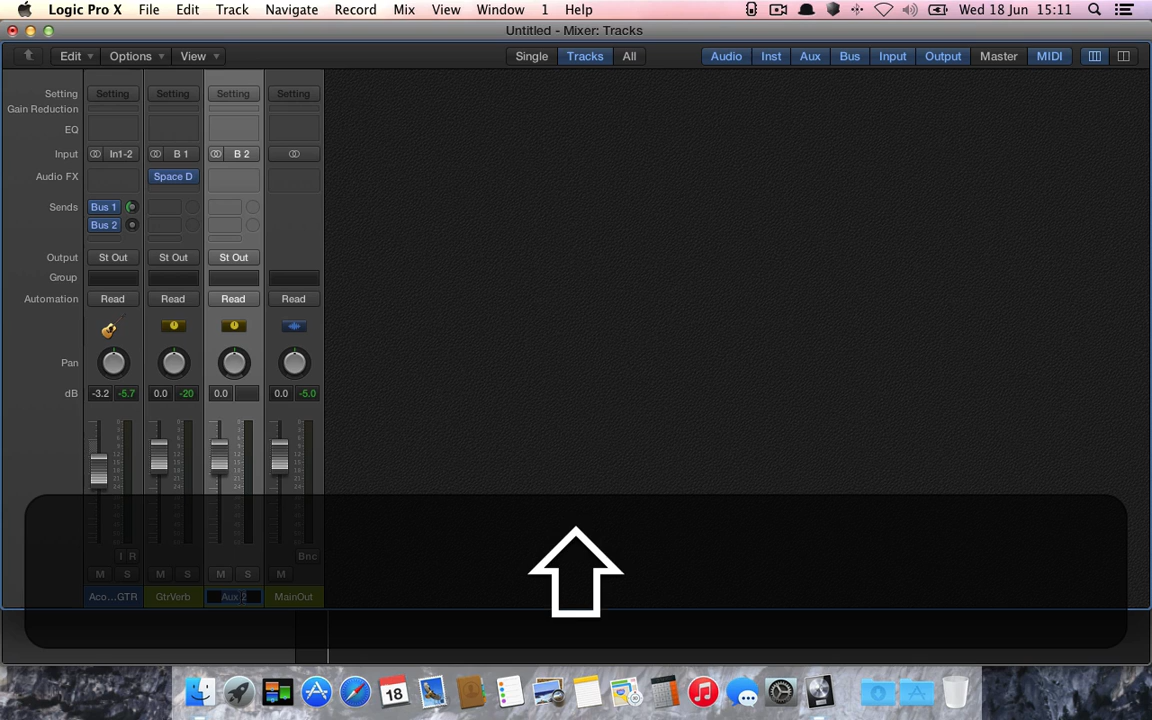 Logic Pro X File Edit Track Navigate Record Mix View Window 1 Help Wed 18 Jun 15:11
Untitled - Mixer: Tracks
Edit Options View Single Tracks All Audio Inst Aux Bus Input Output Master MIDI
Setting Setting Setting Setting Setting
Gain Reduction
EQ
Input In1-2 B 1 B 2
Audio FX Space D
Sends Bus 1
Bus 2
Output St Out St Out St Out
Group
Automation Read Read Read Read
Pan
dB -3.2 -5.7 0.0 -20 0.0 0.0 -5.0
I R Bnc
M S M S M S M
Aco...GTR GtrVerb Aux 2 MainOut
18